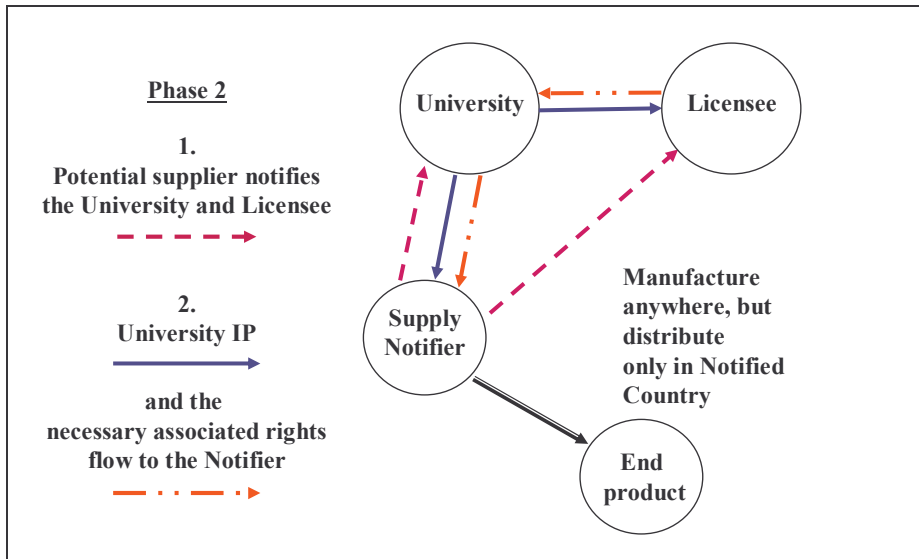 Phase 2
1.
Potential supplier notifies
the University and Licensee
2.
University IP
and the
necessary associated rights
flow to the Notifier
University
Licensee
Supply
Notifier
Manufacture
anywhere, but
distribute
only in Notified
Country
End
product